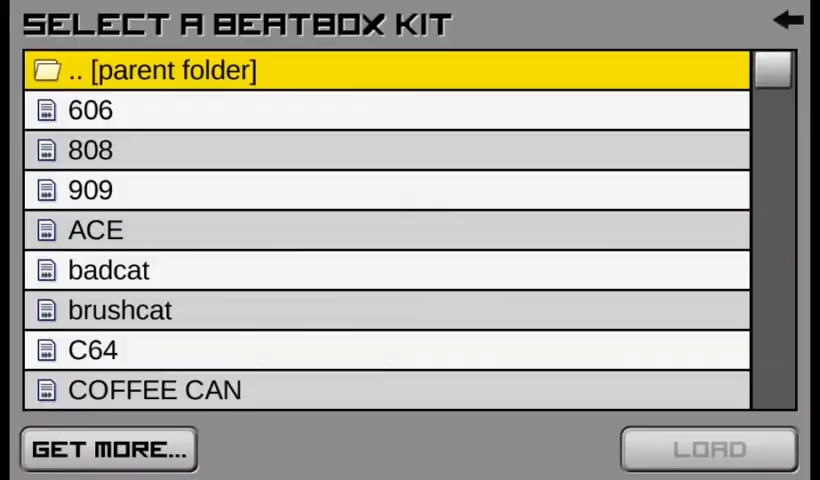 SELECT A BEATBOX KIT
.. [parent folder]
606
808
909
ACE
badcat
brushcat
C64
COFFEE CAN
GET MORE...
LOAD